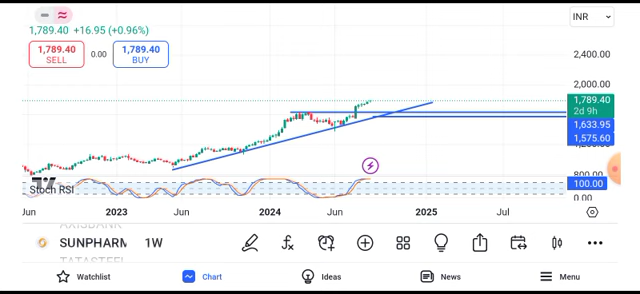 INR
1,789.40 +16.95 (+0.96%)
1,789.40 SELL
0.00
1,789.40 BUY
2,400.00
2,000.00
1,789.40
2d 9h
1,633.95
1,575.60
800.00
Stoch RSI
100.00
0.00
Jun 2023 Jun 2024 Jun 2025 Jul
AXISBANK
SUNPHARM 1W
TATASTEEL
Watchlist Chart Ideas News Menu